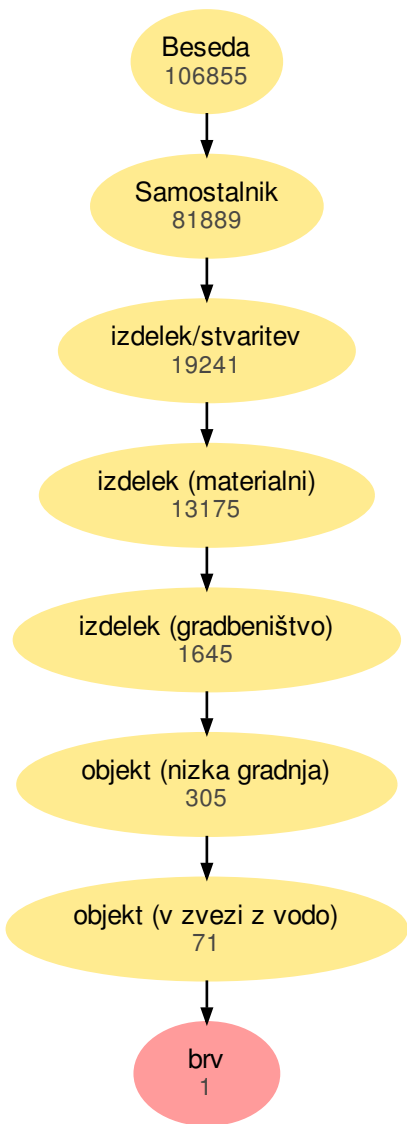 Beseda
106855
Samostalnik
81889
izdelek/stvaritev
19241
izdelek (materialni)
13175
izdelek (gradbeništvo)
1645
objekt (nizka gradnja)
305
objekt (v zvezi z vodo)
71
brv
1